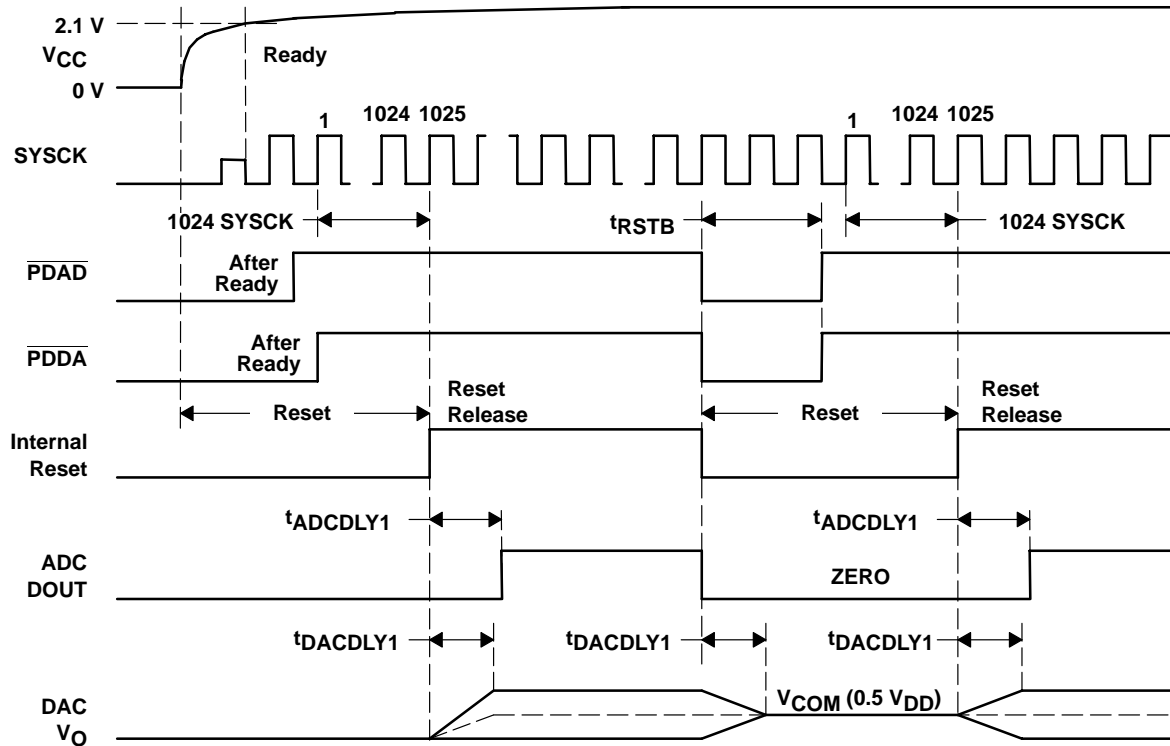 2.1 V
VCC
Ready
0 V
1 1024 1025 1 1024 1025
SYSCK
1024 SYSCK tRSTB 1024 SYSCK
PDAD After Ready
PDDA After Ready
Reset Reset Release Reset Reset Release
Internal Reset
tADCDLY1 tADCDLY1
ADC DOUT ZERO
tDACDLY1 tDACDLY1 tDACDLY1
VCOM (0.5 VDD)
DAC VO